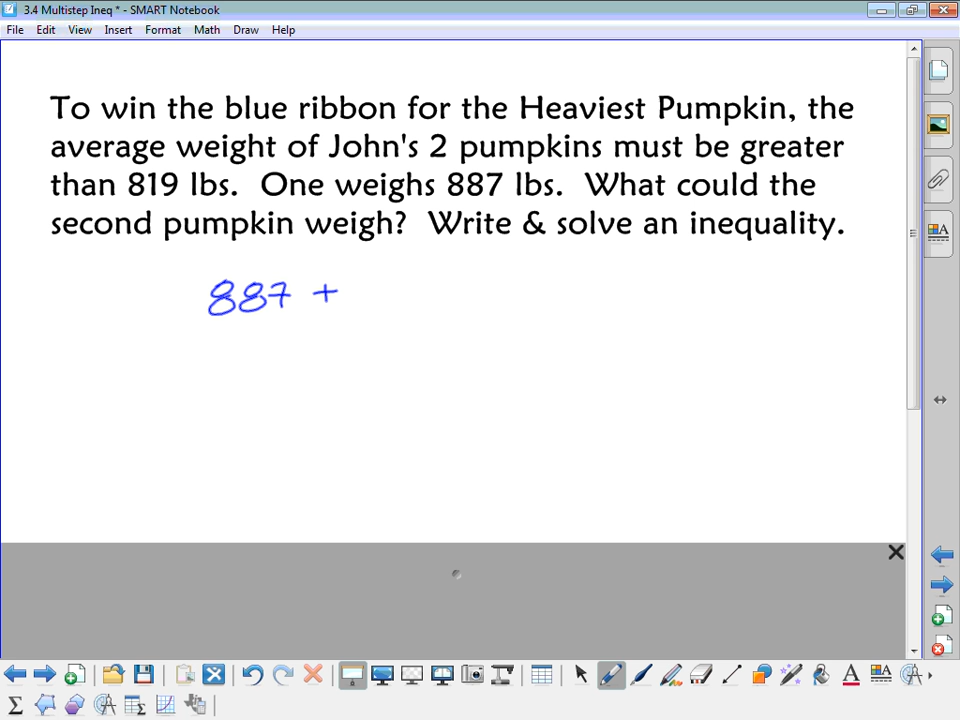 3.4 Multistep Ineq * - SMART Notebook
File Edit View Insert Format Math Draw Help
To win the blue ribbon for the Heaviest Pumpkin, the
average weight of John's 2 pumpkins must be greater
than 819 lbs. One weighs 887 lbs. What could the
second pumpkin weigh? Write & solve an inequality.
887 +